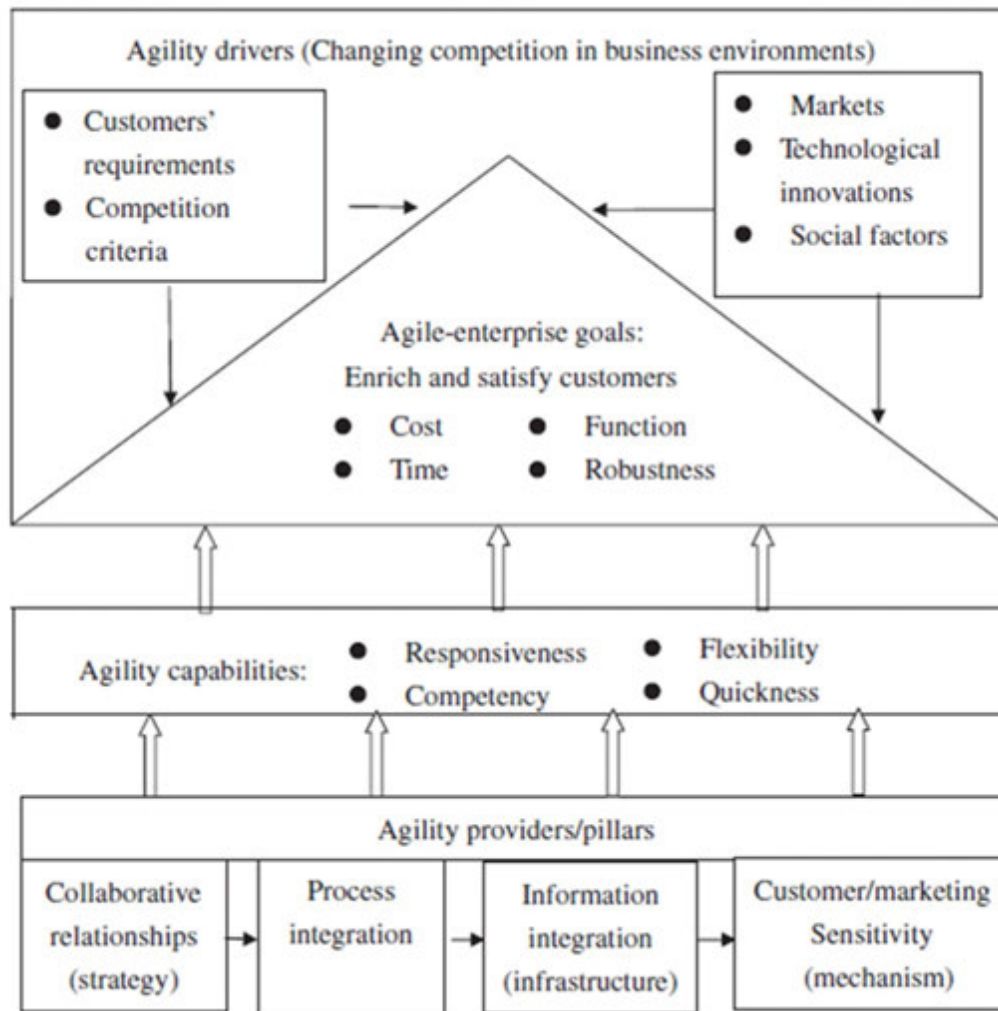 Agility drivers (Changing competition in business environments)
● Customers’
requirements
● Competition
criteria
● Markets
● Technological
innovations
● Social factors
Agile-enterprise goals:
Enrich and satisfy customers
● Cost
● Function
● Time
● Robustness
Agility capabilities:
● Responsiveness
● Flexibility
● Competency
● Quickness
Agility providers/pillars
Collaborative
relationships
(strategy)
Process
integration
Information
integration
(infrastructure)
Customer/marketing
Sensitivity
(mechanism)